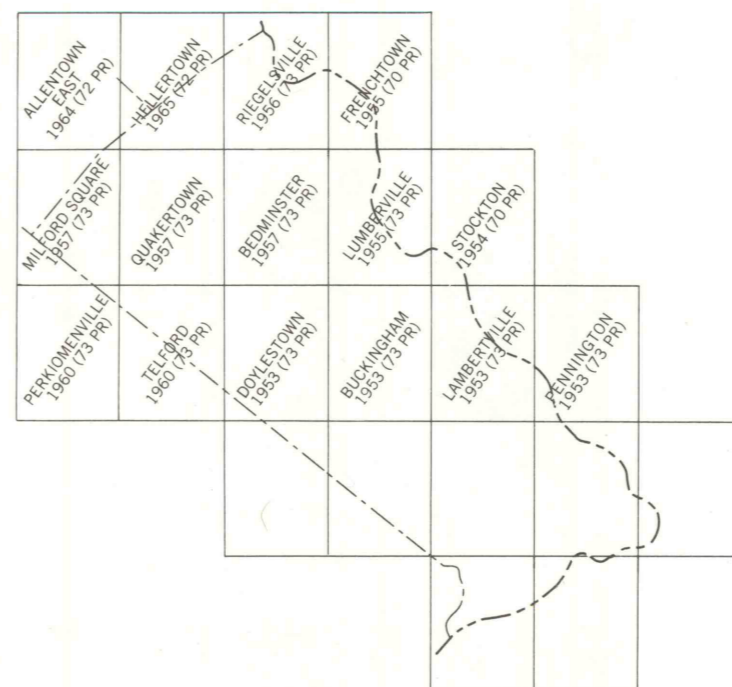 ALLENTOWN
EAST
1964 (72 PR)
HELLERTOWN
1965 (72 PR)
RIEGELSVILLE
1956 (73 PR)
FRENCHTOWN
1955 (70 PR)
MILFORD SQUARE
1957 (73 PR)
QUAKERTOWN
1957 (73 PR)
BEDMINSTER
1957 (73 PR)
LUMBERVILLE
1955 (73 PR)
STOCKTON
1954 (70 PR)
PERKIOMENVILLE
1960 (73 PR)
TELFORD
1960 (73 PR)
DOYLESTOWN
1953 (73 PR)
BUCKINGHAM
1953 (73 PR)
LAMBERTVILLE
1953 (73 PR)
PENNINGTON
1953 (73 PR)